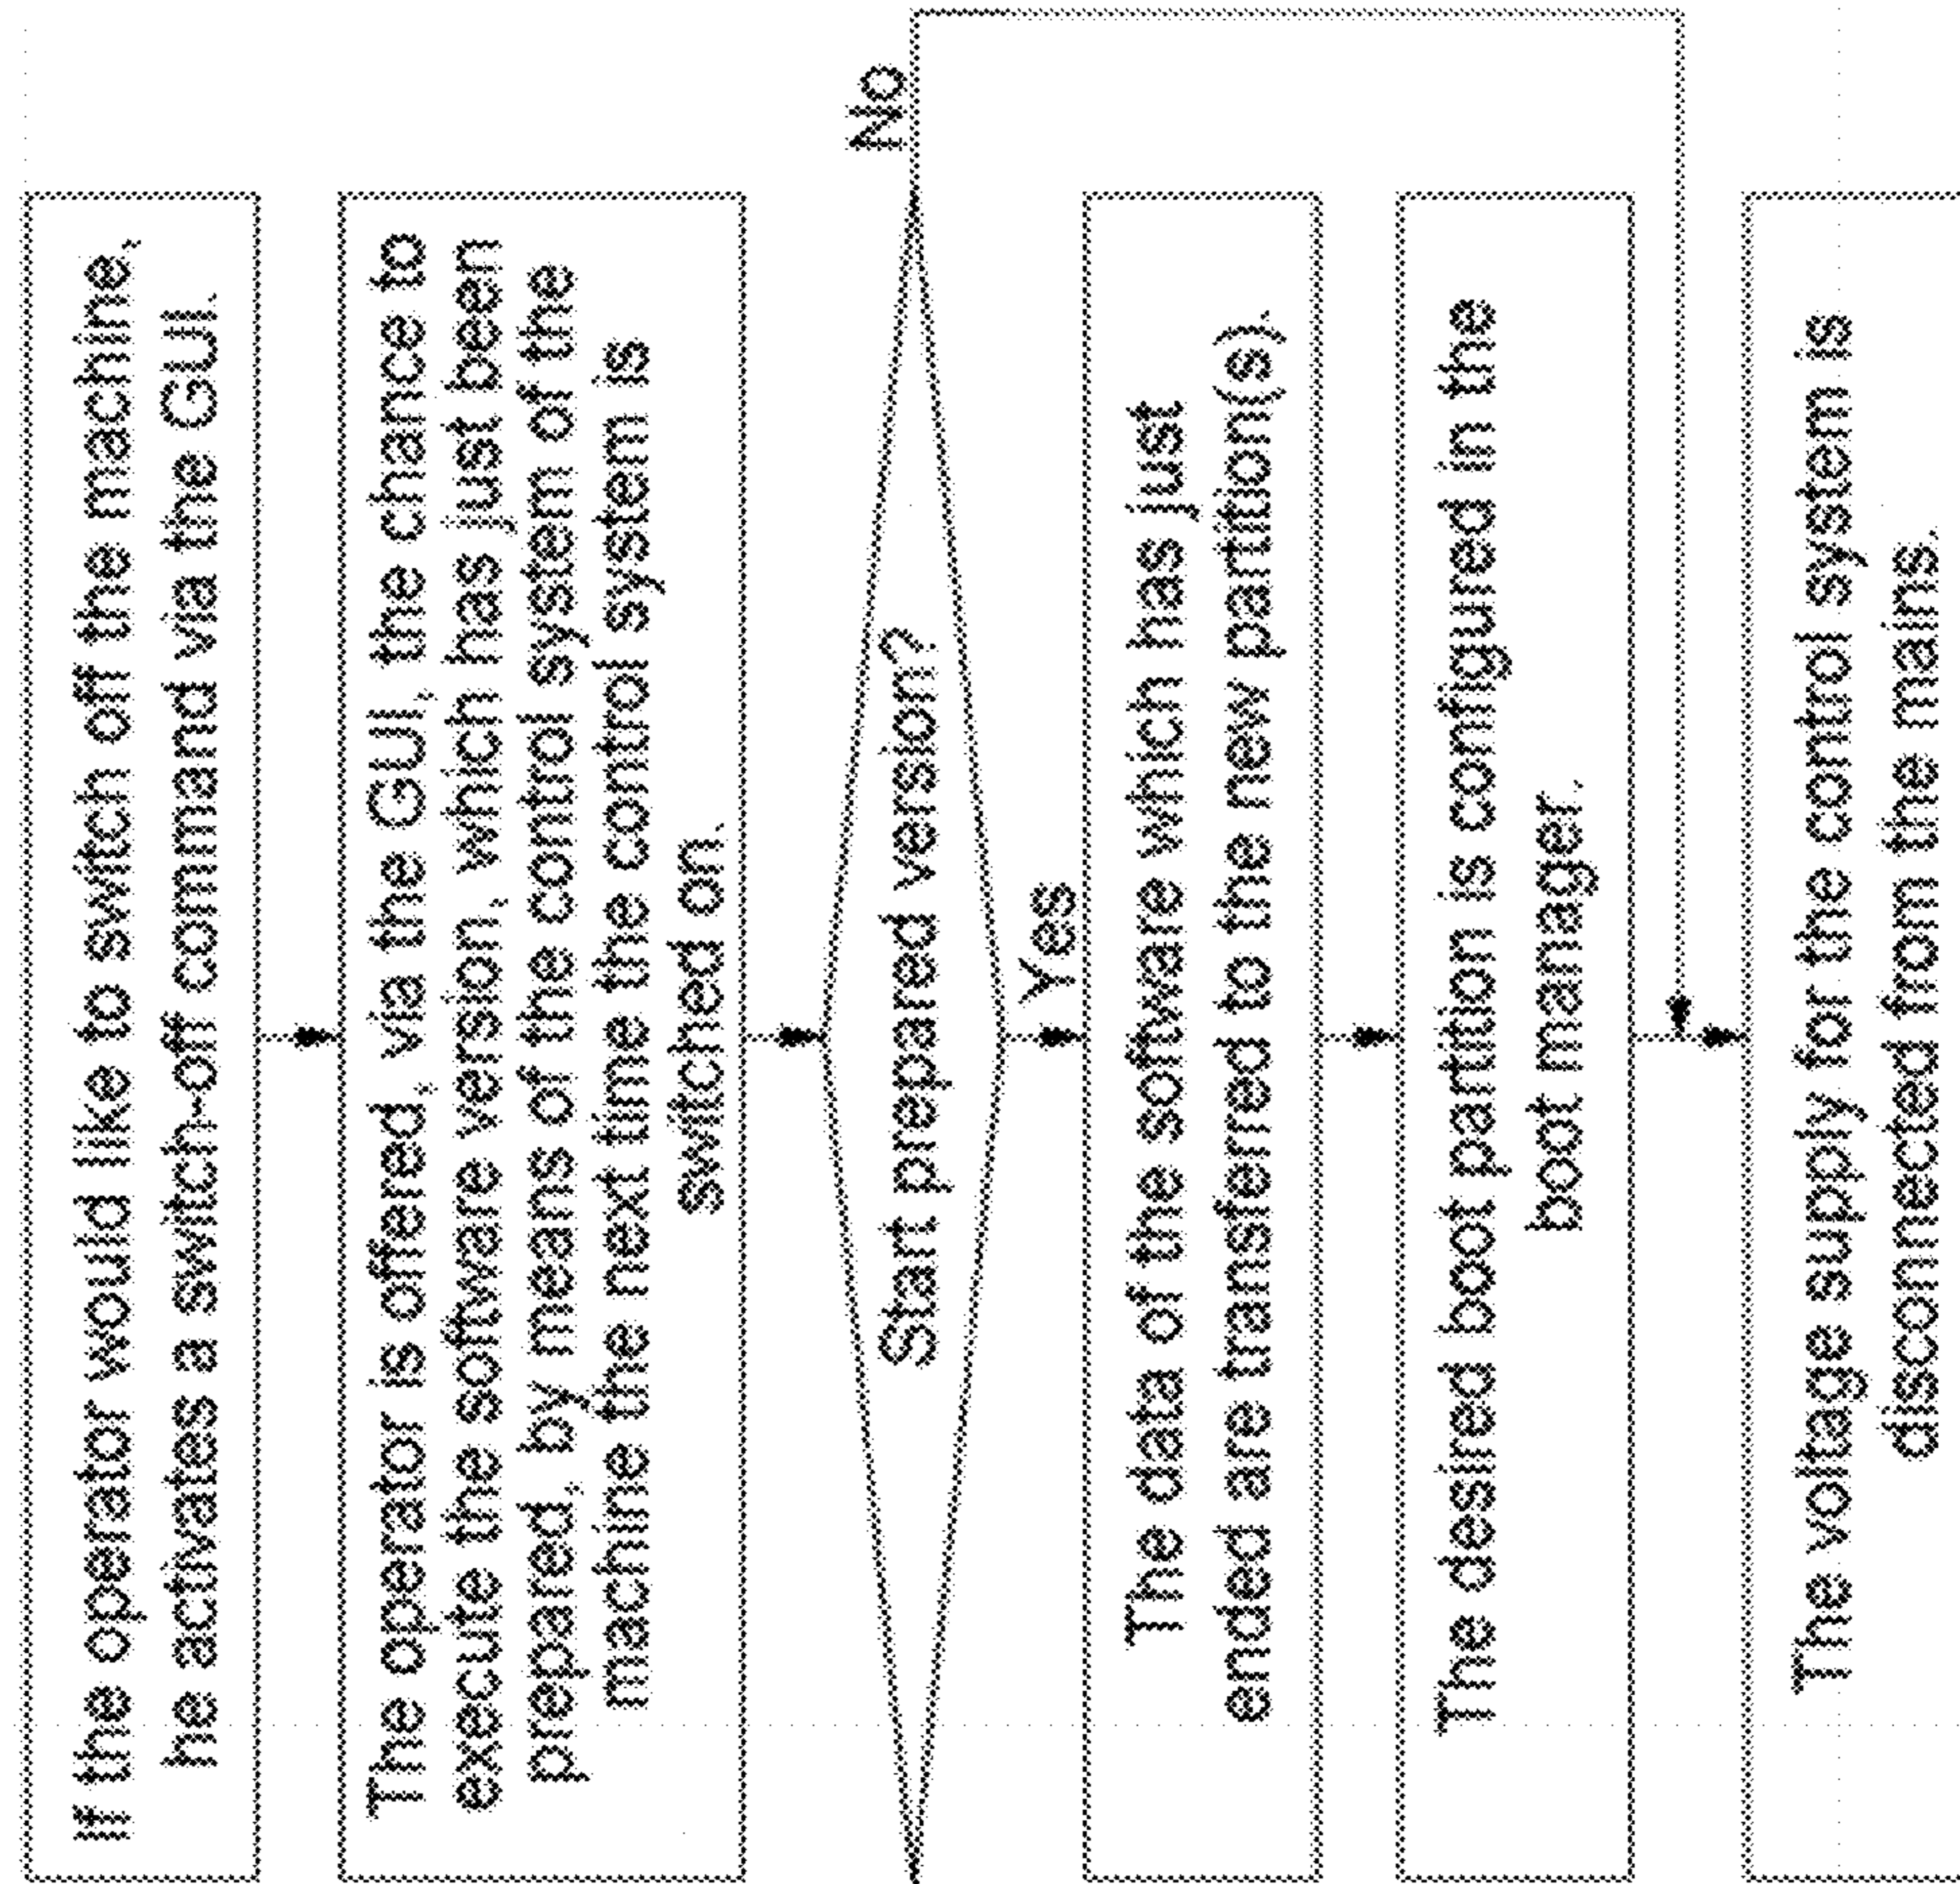 If the operator would like to switch off the machine,
he activates a switch-off command via the GUI.
The operator is offered, via the GUI, the chance to
execute the software version, which has just been
prepared, by means of the control system of the
machine the next time the control system is
switched on.
Start prepared version?
No
Yes
The data of the software which has just
ended are transferred to the new partition(s).
The desired boot partition is configured in the
boot manager.
The voltage supply for the control system is
disconnected from the mains.